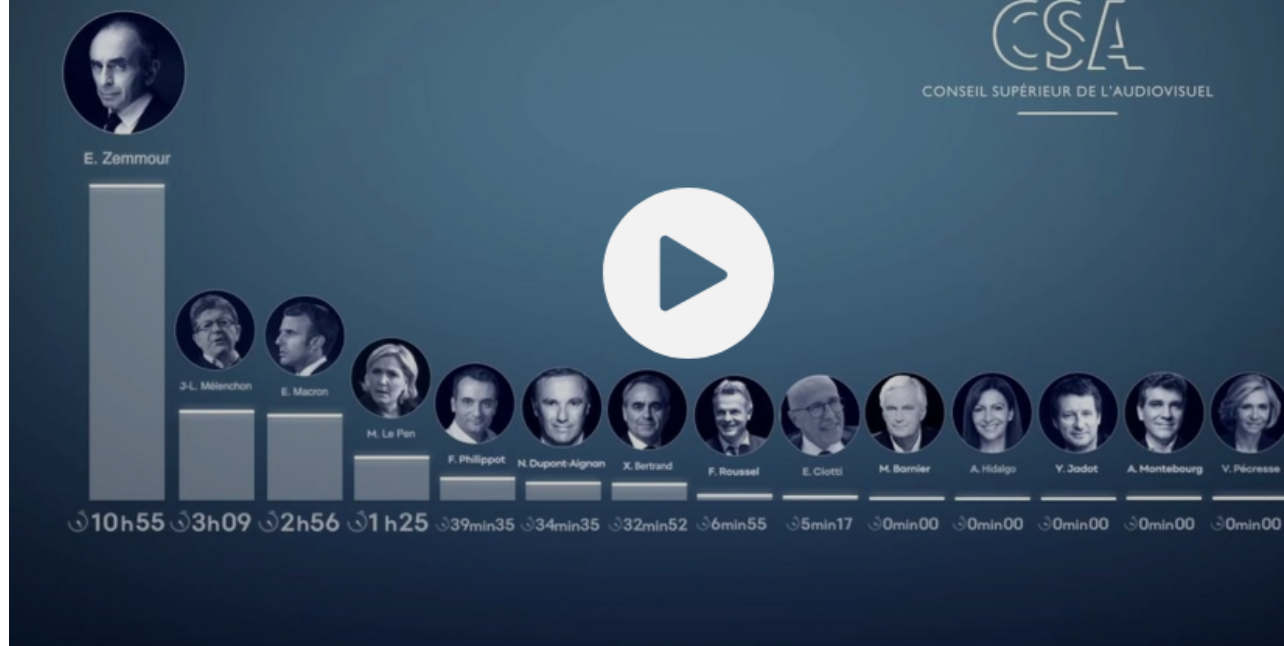 CSA
CONSEIL SUPÉRIEUR DE L'AUDIOVISUEL
E. Zemmour
J-L. Mélenchon
E. Macron
M. Le Pen
F. Philippot
N. Dupont-Aignan
X. Bertrand
F. Roussel
E. Ciotti
M. Barnier
A. Hidalgo
Y. Jadot
A. Montebourg
V. Pécresse
10h55 3h09 2h56 1h25 39min35 34min35 32min52 6min55 5min17 0min00 0min00 0min00 0min00 0min00